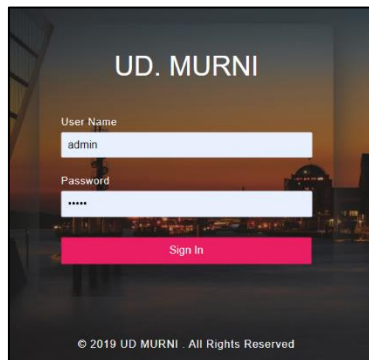 UD. MURNI
User Name
admin
Password
•••••
Sign In
© 2019 UD MURNI . All Rights Reserved